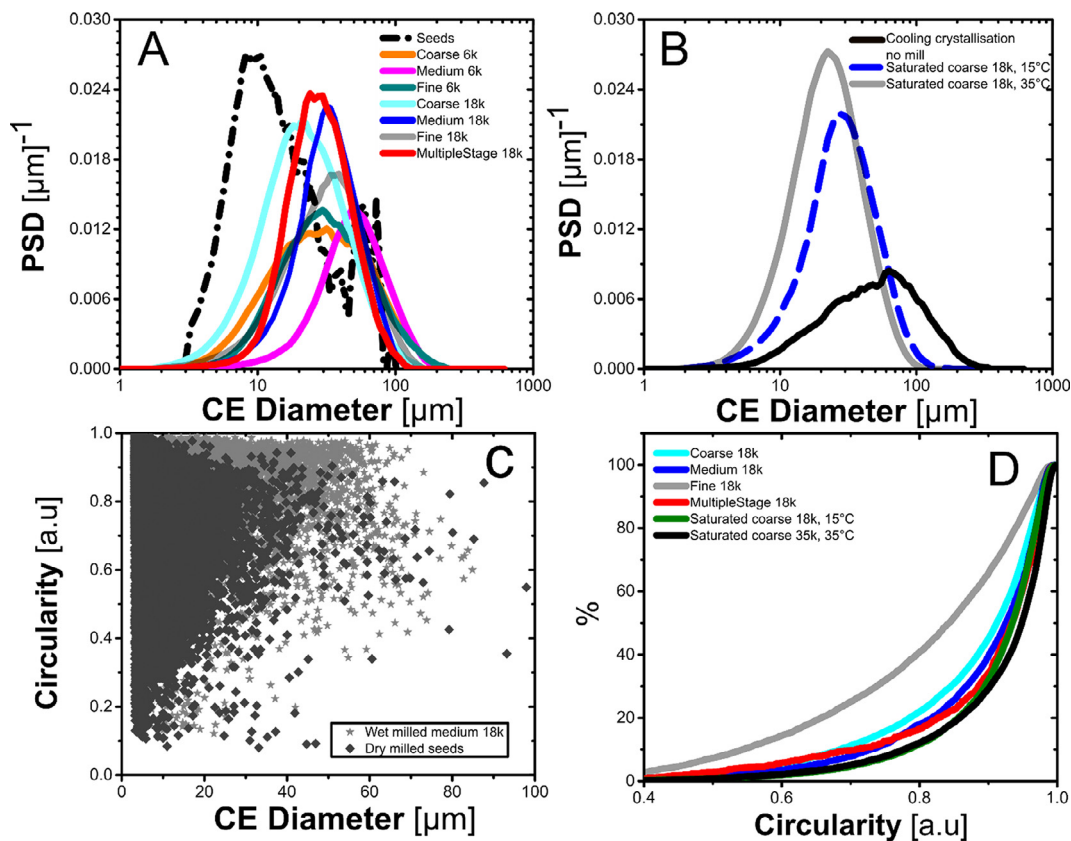 A
Seeds
Coarse 6k
Medium 6k
Fine 6k
Coarse 18k
Medium 18k
Fine 18k
MultipleStage 18k
PSD [µm]⁻¹
0.030
0.024
0.018
0.012
0.006
0.000
1
10
100
1000
CE Diameter [µm]
B
Cooling crystallisation
no mill
Saturated coarse 18k, 15°C
Saturated coarse 18k, 35°C
PSD [µm]⁻¹
0.030
0.024
0.018
0.012
0.006
0.000
1
10
100
1000
CE Diameter [µm]
C
Circularity [a.u]
1.0
0.8
0.6
0.4
0.2
0.0
Wet milled medium 18k
Dry milled seeds
0
20
40
60
80
100
CE Diameter [µm]
D
Coarse 18k
Medium 18k
Fine 18k
MultipleStage 18k
Saturated coarse 18k, 15°C
Saturated coarse 35k, 35°C
%
100
80
60
40
20
0
0.4
0.6
0.8
1.0
Circularity [a.u]